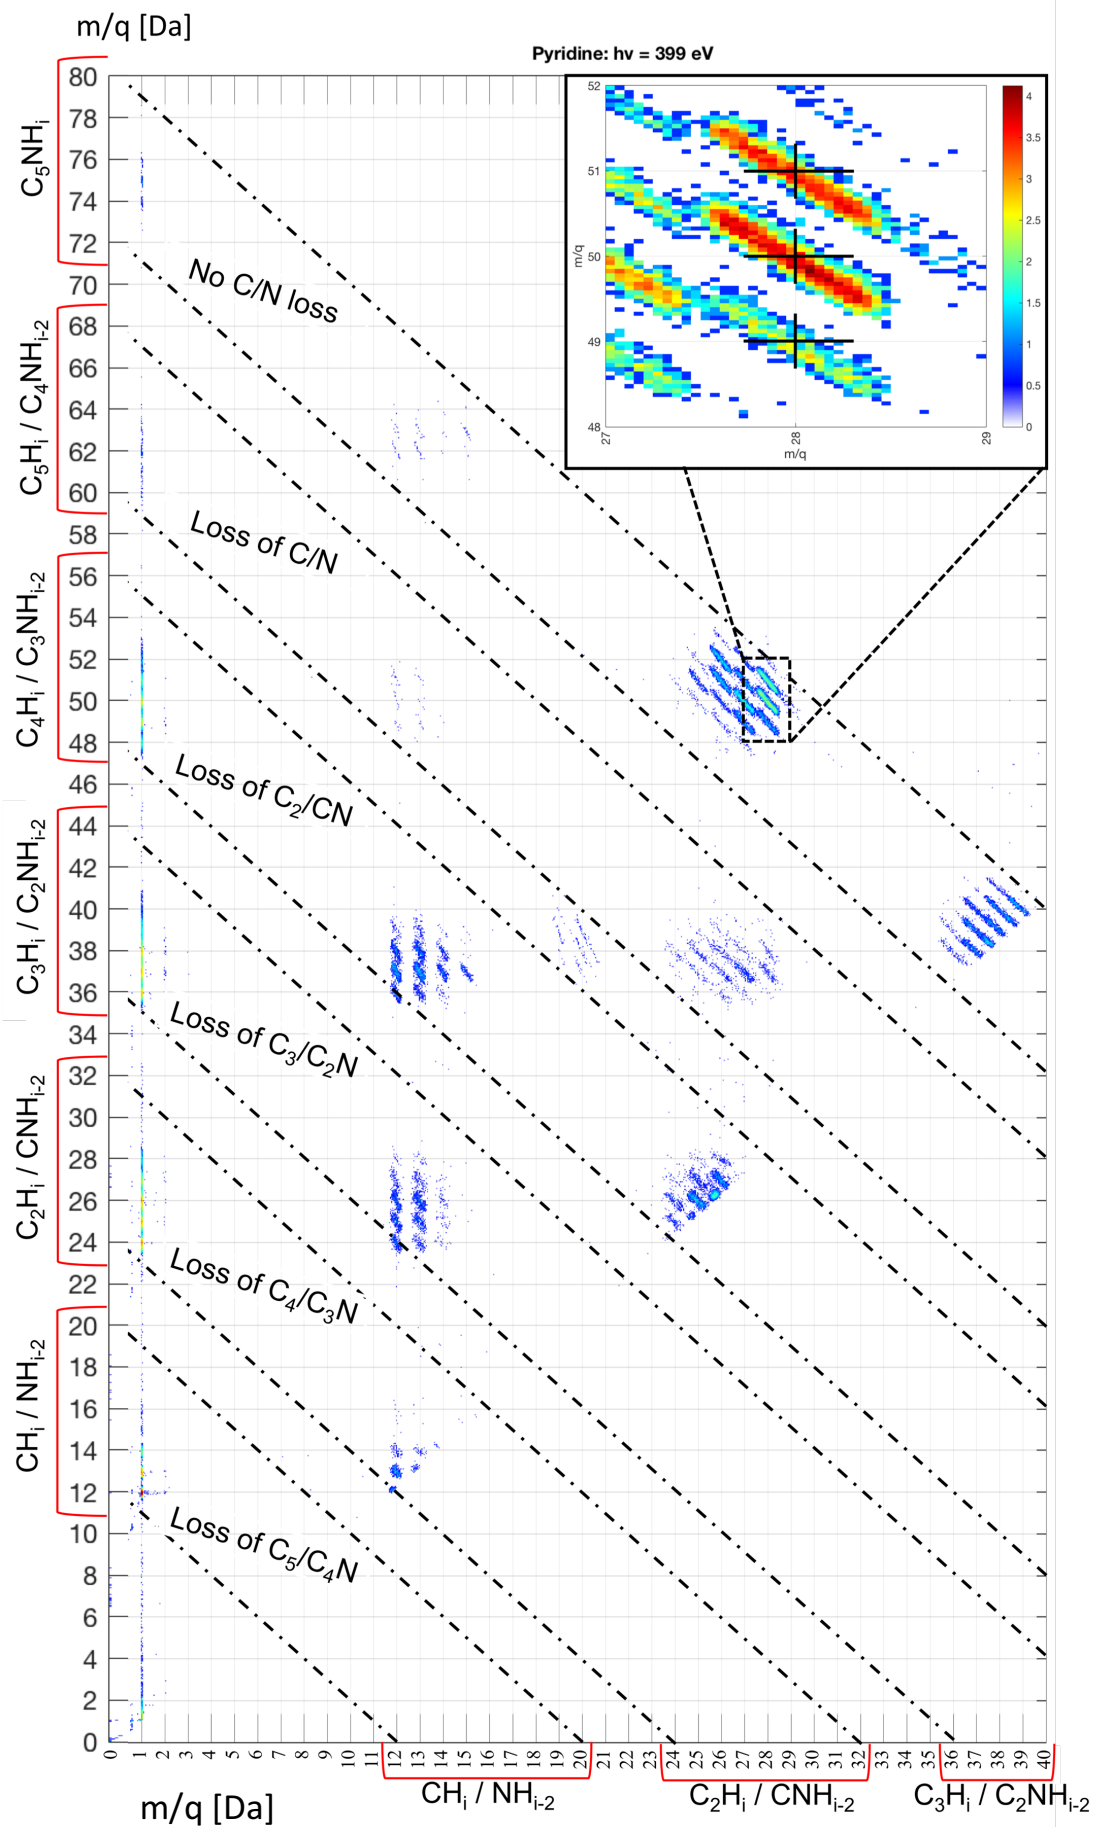 m/q [Da]
Pyridine: hv = 399 eV
52
51
50
49
48
m/q
27
28
29
m/q
4
3.5
3
2.5
2
1.5
1
0.5
0
80
78
76
74
72
70
68
66
64
62
60
58
56
54
52
50
48
46
44
42
40
38
36
34
32
30
28
26
24
22
20
18
16
14
12
10
8
6
4
2
0
C₅NHᵢ
C₅Hᵢ / C₄NHᵢ₋₂
C₄Hᵢ / C₃NHᵢ₋₂
C₃Hᵢ / C₂NHᵢ₋₂
C₂Hᵢ / CNHᵢ₋₂
CHᵢ / NHᵢ₋₂
No C/N loss
Loss of C/N
Loss of C₂/CN
Loss of C₃/C₂N
Loss of C₄/C₃N
Loss of C₅/C₄N
0 1 2 3 4 5 6 7 8 9 10 11 12 13 14 15 16 17 18 19 20 21 22 23 24 25 26 27 28 29 30 31 32 33 34 35 36 37 38 39 40
CHᵢ / NHᵢ₋₂
C₂Hᵢ / CNHᵢ₋₂
C₃Hᵢ / C₂NHᵢ₋₂
m/q [Da]